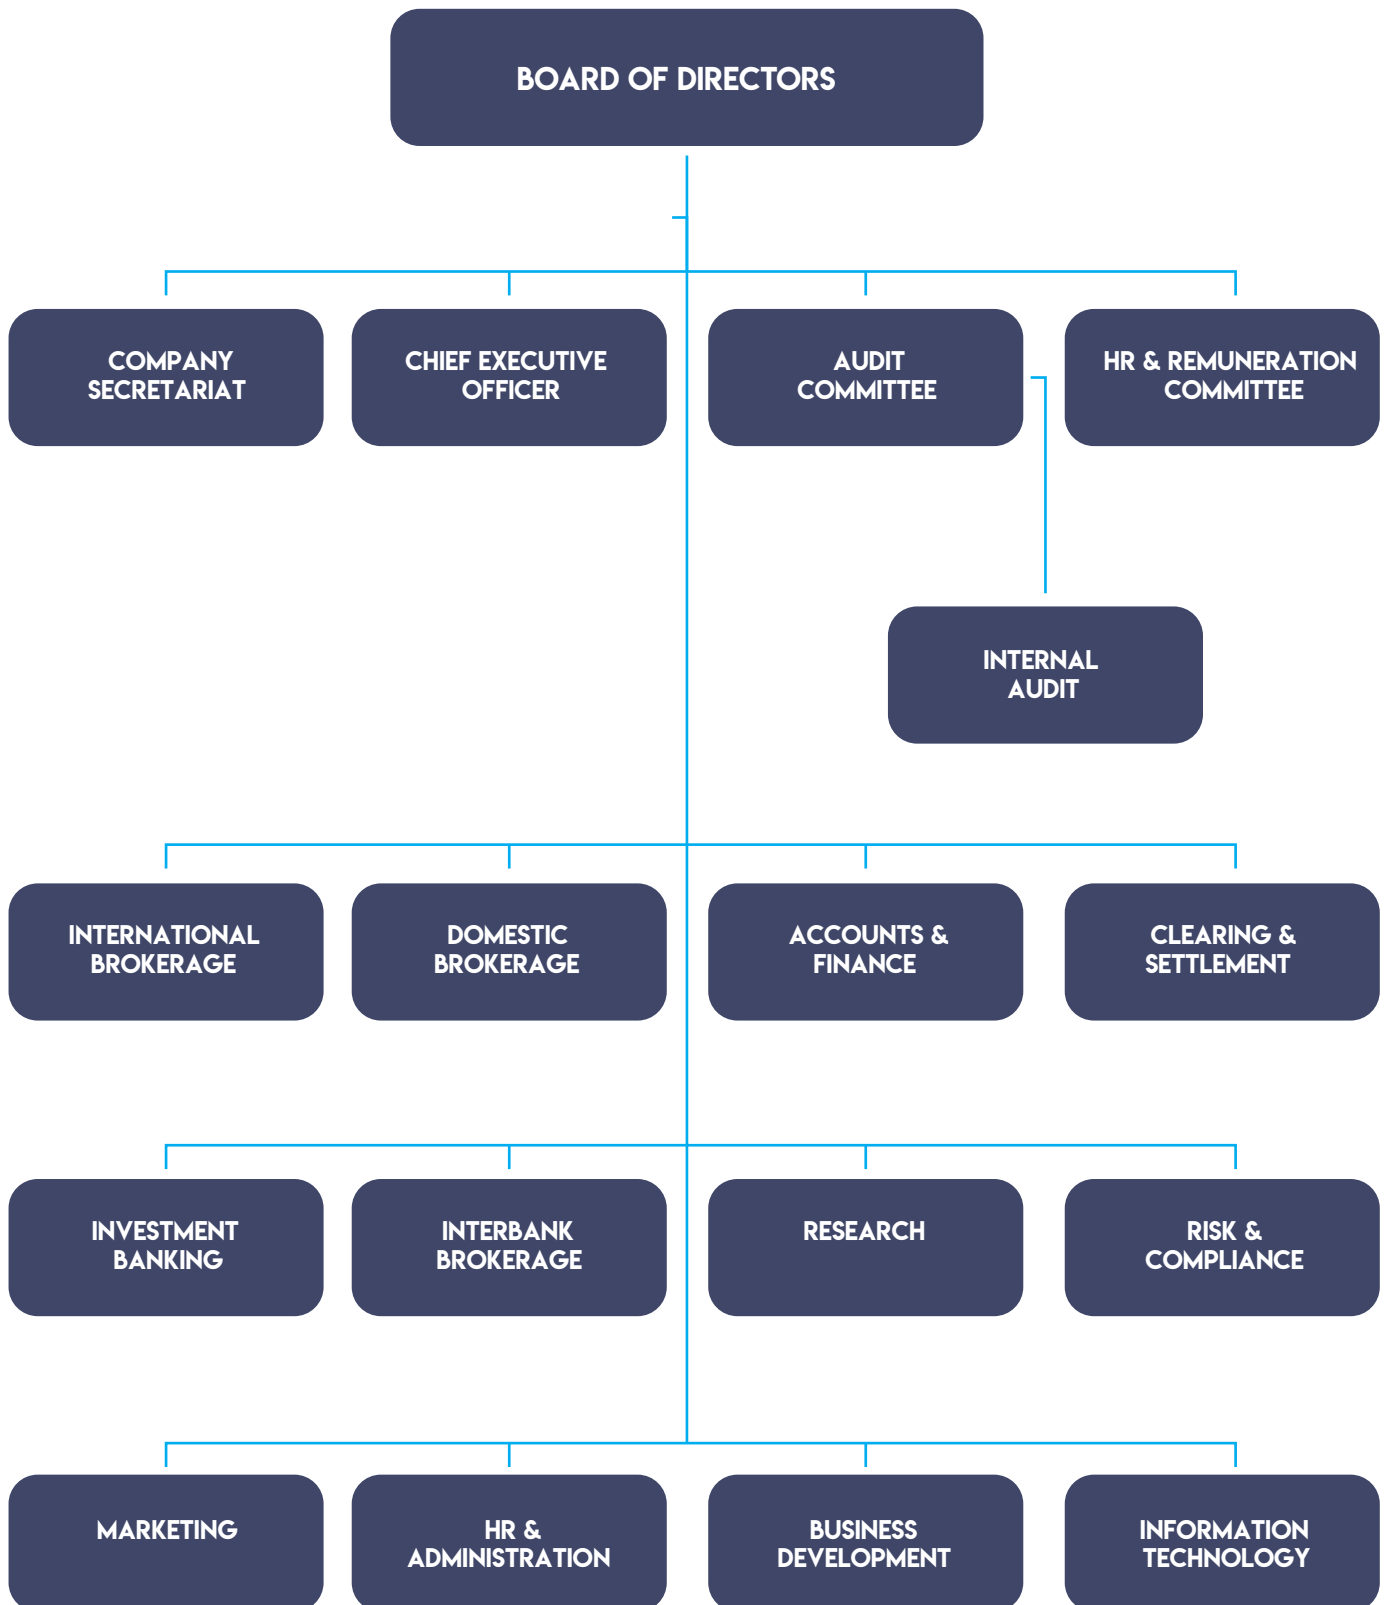 BOARD OF DIRECTORS
COMPANY
SECRETARIAT
CHIEF EXECUTIVE
OFFICER
AUDIT
COMMITTEE
HR & REMUNERATION
COMMITTEE
INTERNAL
AUDIT
INTERNATIONAL
BROKERAGE
DOMESTIC
BROKERAGE
ACCOUNTS &
FINANCE
CLEARING &
SETTLEMENT
INVESTMENT
BANKING
INTERBANK
BROKERAGE
RESEARCH
RISK &
COMPLIANCE
MARKETING
HR &
ADMINISTRATION
BUSINESS
DEVELOPMENT
INFORMATION
TECHNOLOGY